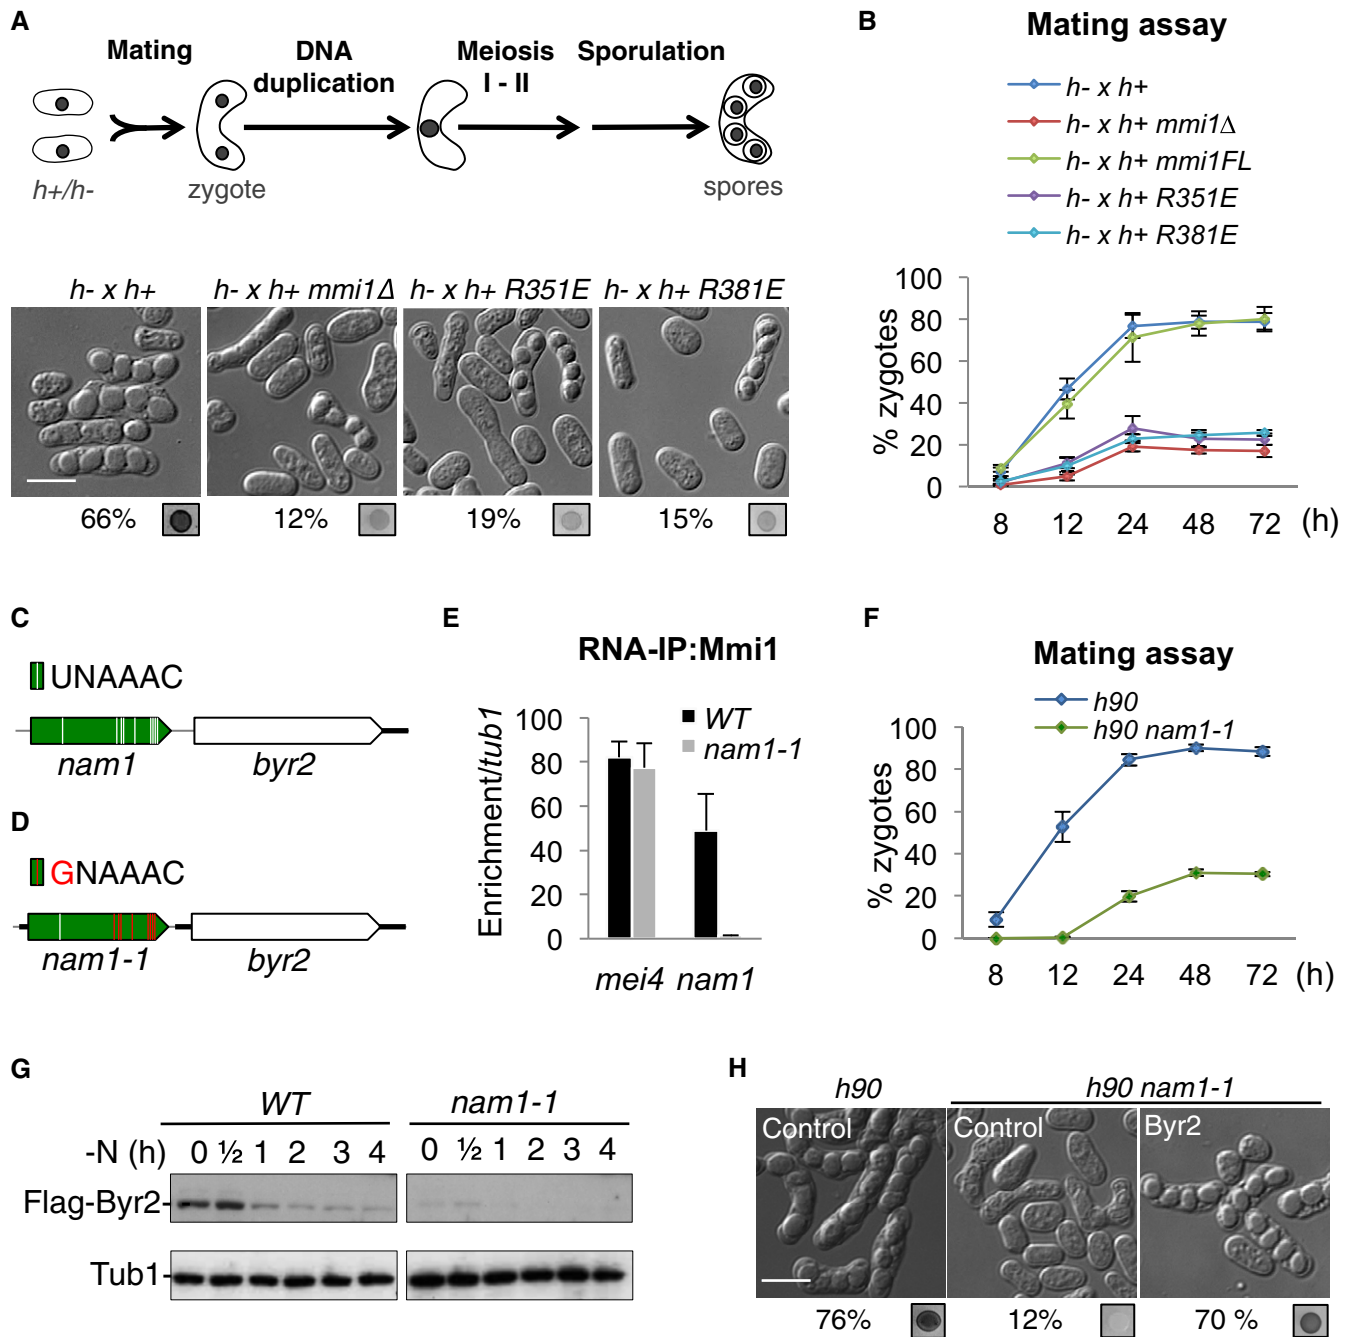 A
Mating
DNA
duplication
Meiosis
I - II
Sporulation
h+/h-
zygote
spores
h- x h+
h- x h+ mmi1Δ
h- x h+ R351E
h- x h+ R381E
66%
12%
19%
15%
B
Mating assay
h- x h+
h- x h+ mmi1Δ
h- x h+ mmi1FL
h- x h+ R351E
h- x h+ R381E
% zygotes
100
80
60
40
20
0
8 12 24 48 72 (h)
C
UNAAAC
nam1
byr2
D
GNAAAC
nam1-1
byr2
E
RNA-IP:Mmi1
WT
nam1-1
Enrichment/tub1
100
80
60
40
20
0
mei4 nam1
F
Mating assay
h90
h90 nam1-1
% zygotes
100
80
60
40
20
0
8 12 24 48 72 (h)
G
WT
nam1-1
-N (h) 0 ½ 1 2 3 4 0 ½ 1 2 3 4
Flag-Byr2-
Tub1-
H
h90
h90 nam1-1
Control
Control
Byr2
76%
12%
70 %